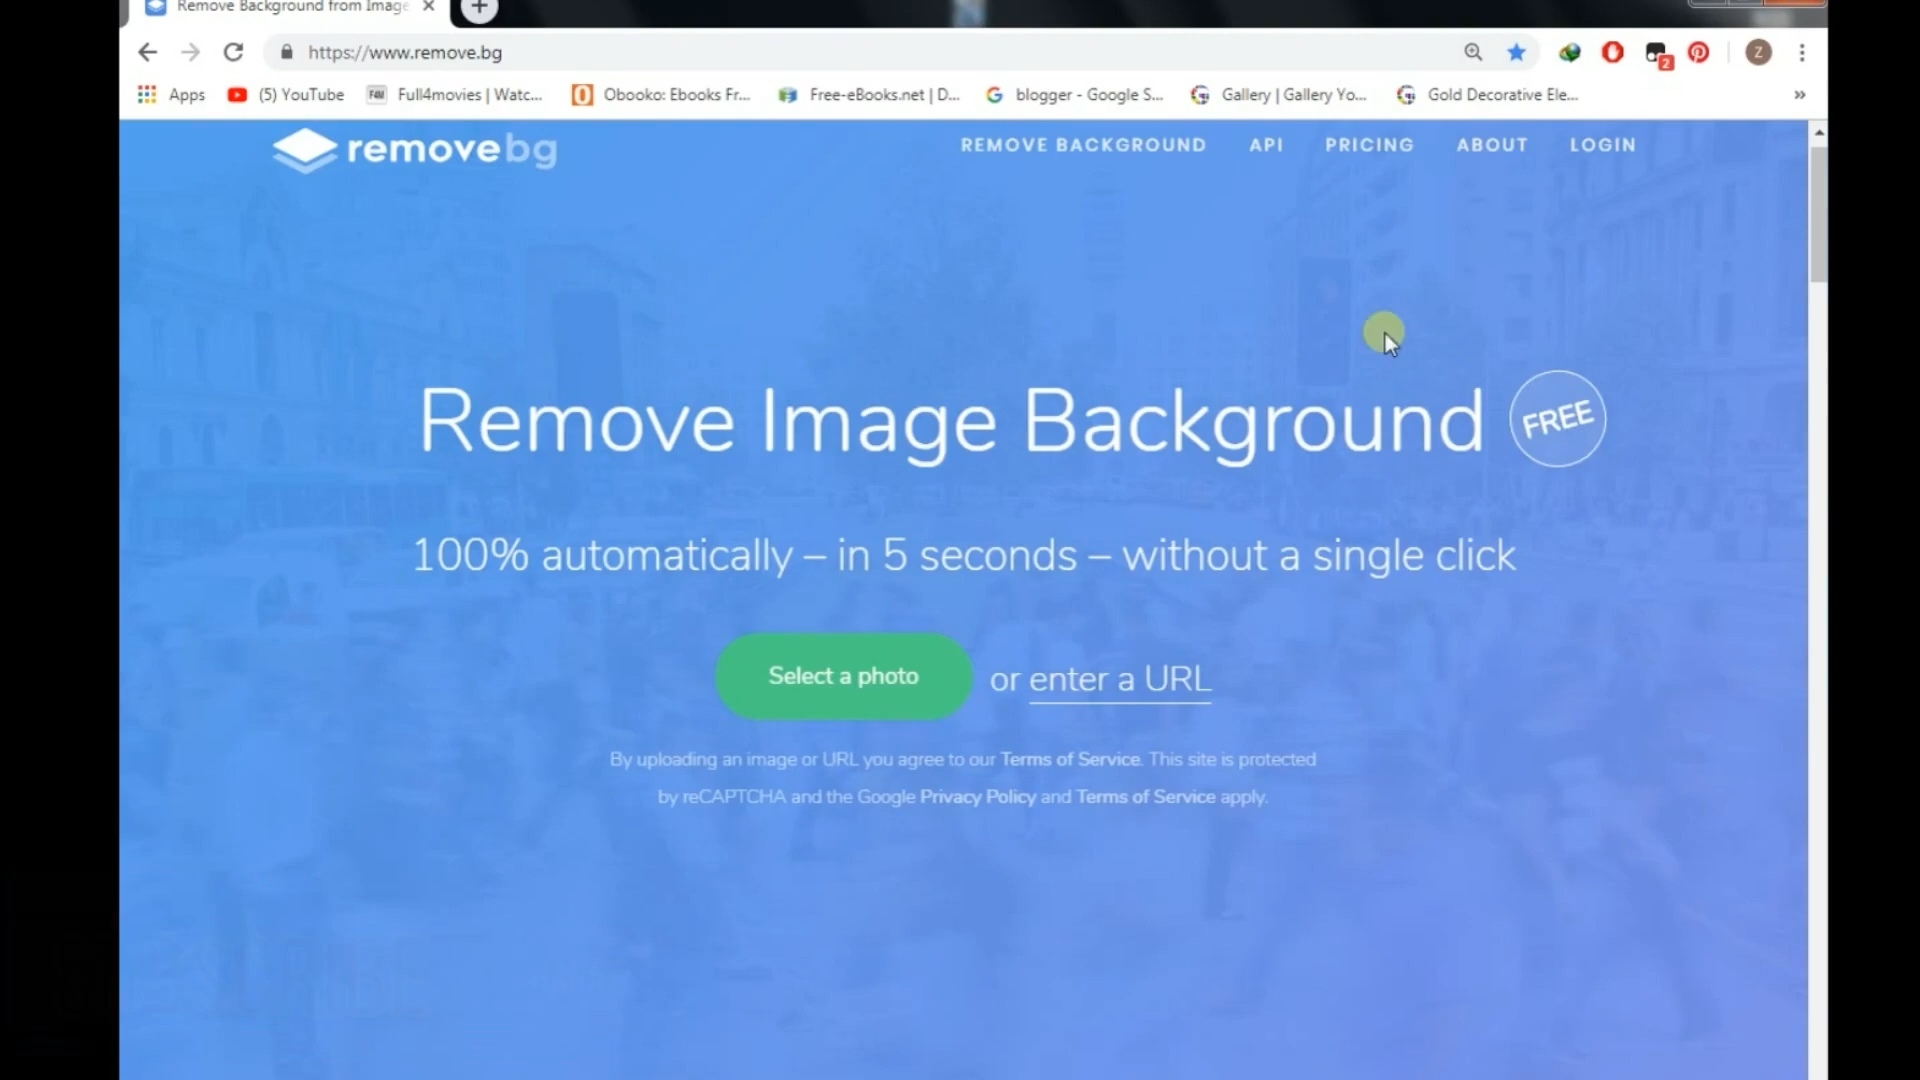 Remove Background from Image
https://www.remove.bg
2
Z
Apps
(5) YouTube
Full4movies | Watc...
Obooko: Ebooks Fr...
Free-eBooks.net | D...
blogger - Google S...
Gallery | Gallery Yo...
Gold Decorative Ele...
»
removebg
REMOVE BACKGROUND
API
PRICING
ABOUT
LOGIN
Remove Image Background
FREE
100% automatically – in 5 seconds – without a single click
Select a photo
or enter a URL
By uploading an image or URL you agree to our Terms of Service. This site is protected
by reCAPTCHA and the Google Privacy Policy and Terms of Service apply.